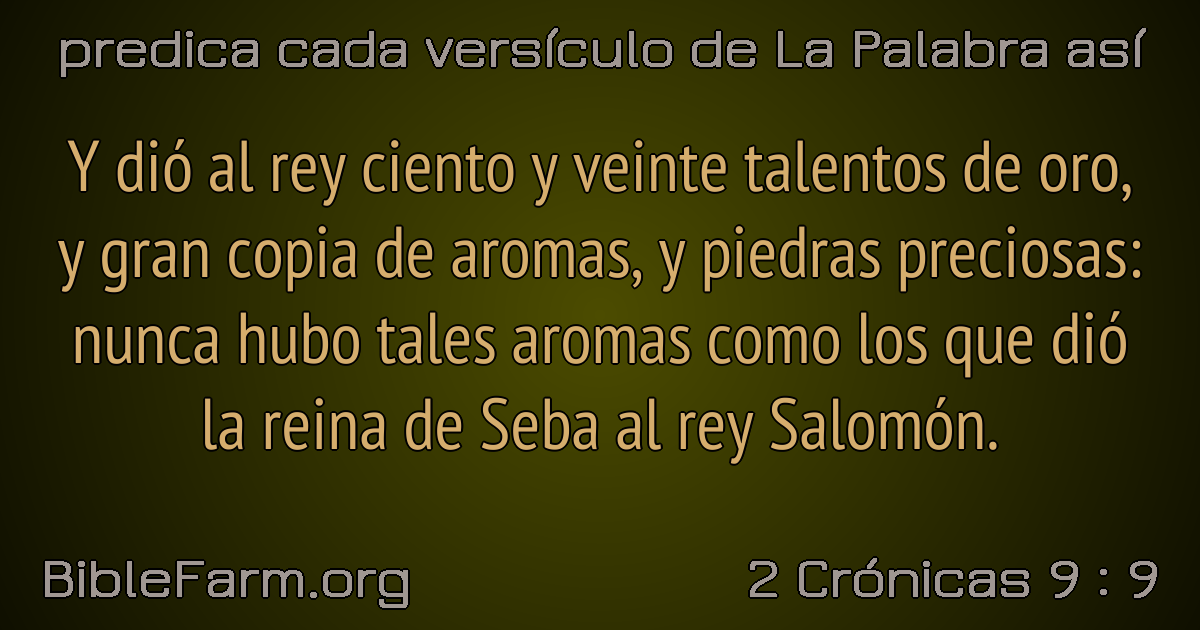 predica cada versículo de La Palabra así
Y dió al rey ciento y veinte talentos de oro,
y gran copia de aromas, y piedras preciosas:
nunca hubo tales aromas como los que dió
la reina de Seba al rey Salomón.
BibleFarm.org
2 Crónicas 9 : 9